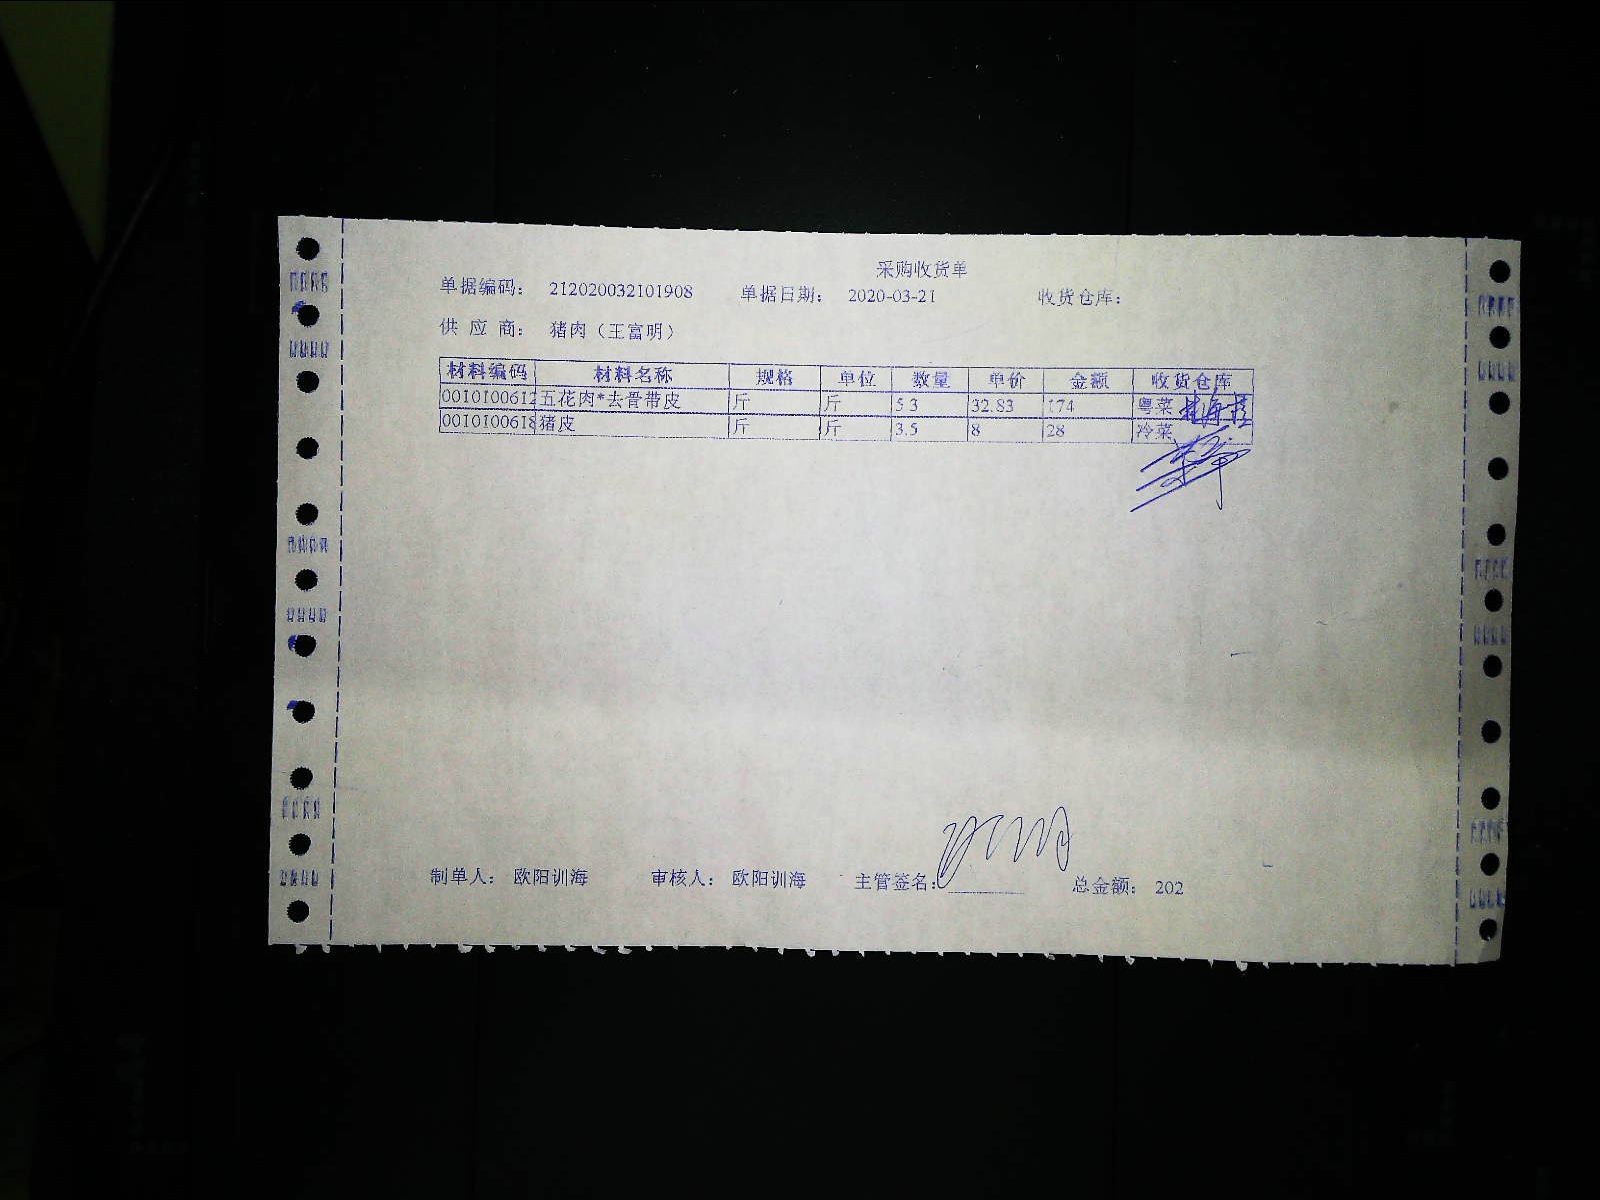 采购收货单
单据编码： 212020032101908 单据日期： 2020-03-21 收货仓库：
供 应 商： 猪肉（王富明）
材料编码 材料名称 规格 单位 数量 单价 金额 收货仓库
0010100612 五花肉*去骨带皮 斤 斤 5.3 32.83 174 粤菜
0010100618 猪皮 斤 斤 3.5 8 28 冷菜
制单人： 欧阳训海 审核人： 欧阳训海 主管签名： 总金额： 202